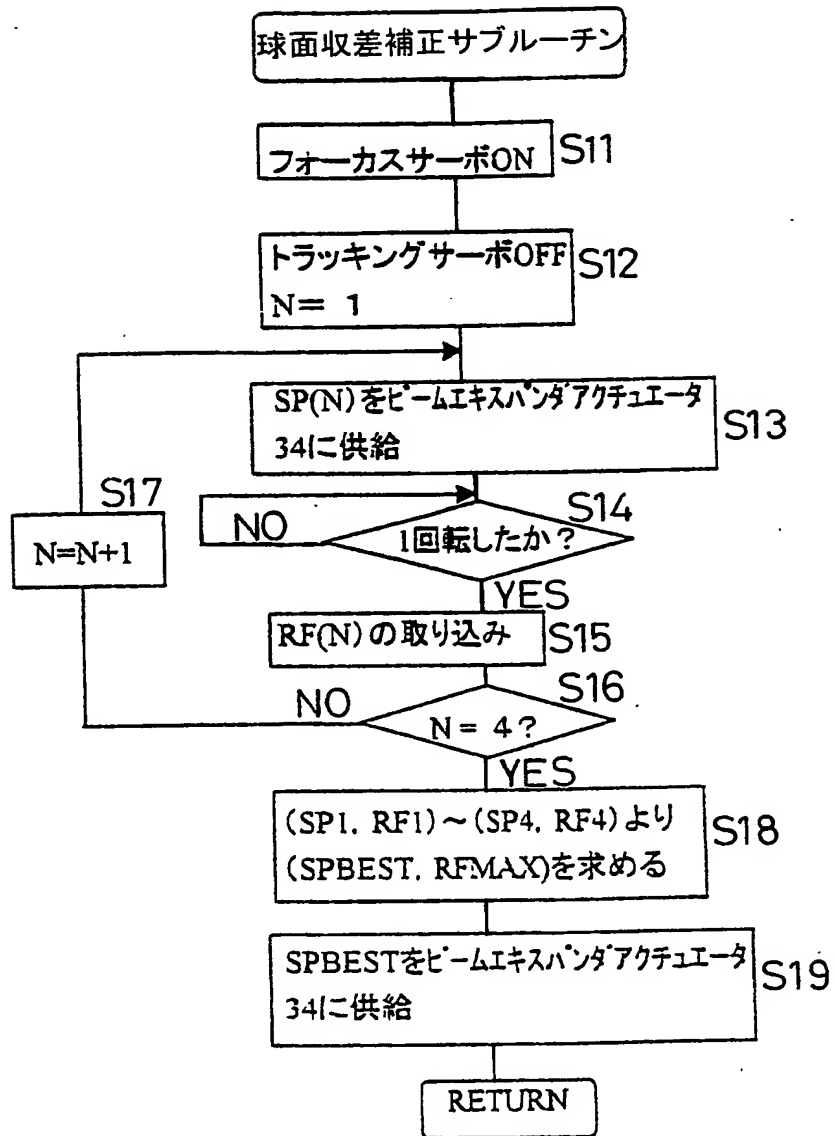 球面収差補正サブルーチン
フォーカスサーボON
S11
トラッキングサーボOFF
N= 1
S12
SP(N)をビームエキスパンダアクチュエータ
34に供給
S13
S17
N=N+1
S14
NO
1回転したか？
YES
RF(N)の取り込み
S15
S16
NO
N = 4?
YES
(SP1, RF1)～(SP4, RF4)より
(SPBEST, RFMAX)を求める
S18
SPBESTをビームエキスパンダアクチュエータ
34に供給
S19
RETURN